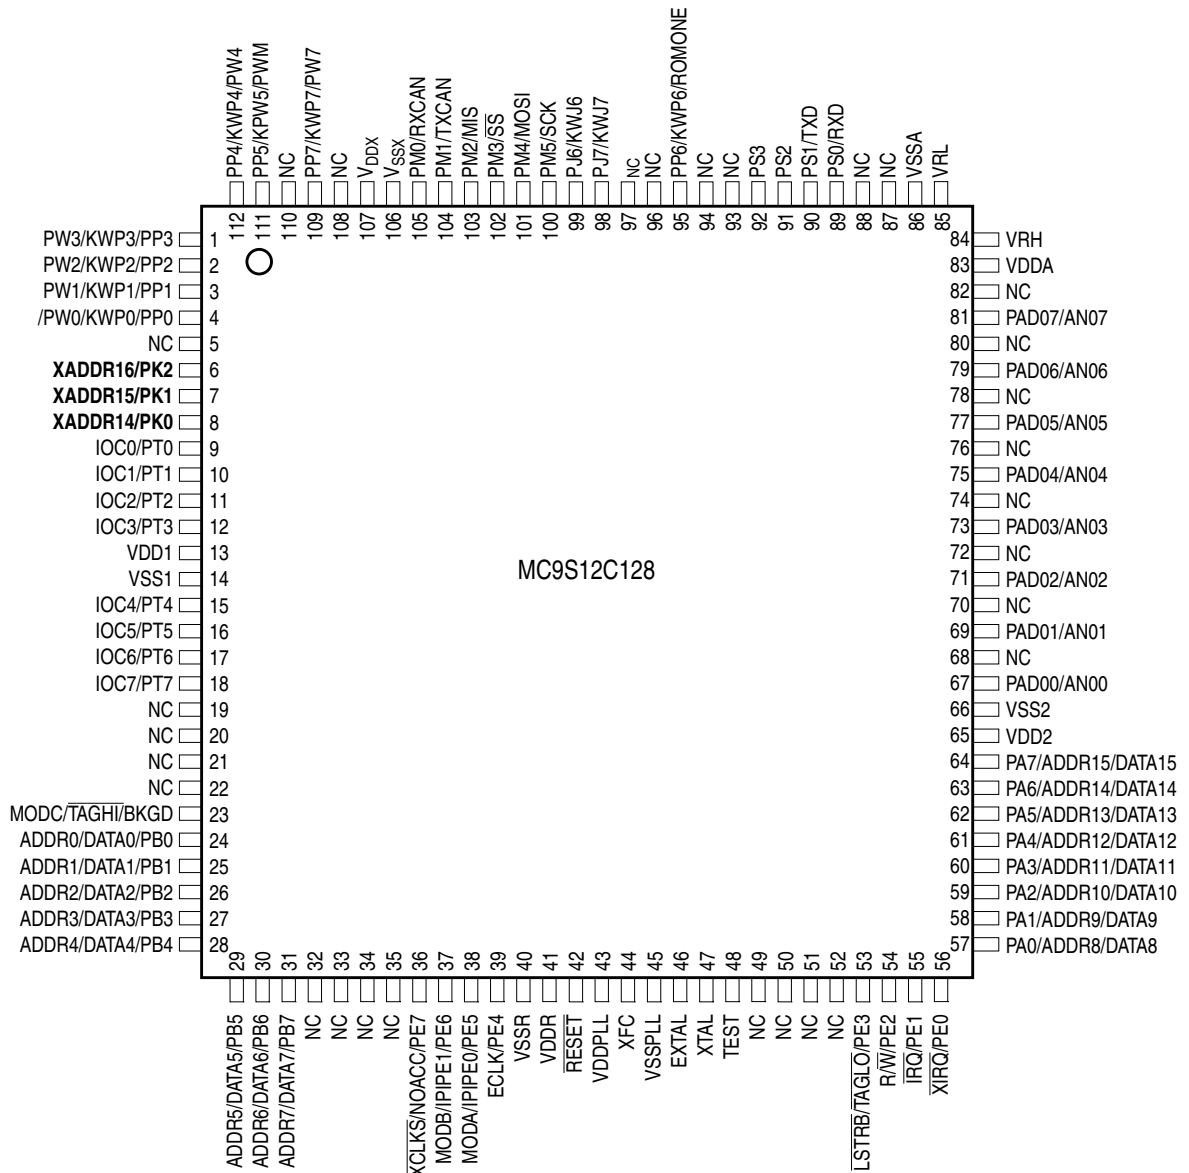 PP4/KWP4/PW4
PP5/KPW5/PWM
NC
PP7/KWP7/PW7
NC
VDDX
VSSX
PM0/RXCAN
PM1/TXCAN
PM2/MIS
PM3/SS
PM4/MOSI
PM5/SCK
PJ6/KWJ6
PJ7/KWJ7
NC
NC
PP6/KWP6/ROMONE
NC
NC
PS3
PS2
PS1/TXD
PS0/RXD
NC
NC
VSSA
VRL
112
111
110
109
108
107
106
105
104
103
102
101
100
99
98
97
96
95
94
93
92
91
90
89
88
87
86
85
PW3/KWP3/PP3 1
PW2/KWP2/PP2 2
PW1/KWP1/PP1 3
/PW0/KWP0/PP0 4
NC 5
XADDR16/PK2 6
XADDR15/PK1 7
XADDR14/PK0 8
IOC0/PT0 9
IOC1/PT1 10
IOC2/PT2 11
IOC3/PT3 12
VDD1 13
VSS1 14
IOC4/PT4 15
IOC5/PT5 16
IOC6/PT6 17
IOC7/PT7 18
NC 19
NC 20
NC 21
NC 22
MODC/TAGHI/BKGD 23
ADDR0/DATA0/PB0 24
ADDR1/DATA1/PB1 25
ADDR2/DATA2/PB2 26
ADDR3/DATA3/PB3 27
ADDR4/DATA4/PB4 28
MC9S12C128
84 VRH
83 VDDA
82 NC
81 PAD07/AN07
80 NC
79 PAD06/AN06
78 NC
77 PAD05/AN05
76 NC
75 PAD04/AN04
74 NC
73 PAD03/AN03
72 NC
71 PAD02/AN02
70 NC
69 PAD01/AN01
68 NC
67 PAD00/AN00
66 VSS2
65 VDD2
64 PA7/ADDR15/DATA15
63 PA6/ADDR14/DATA14
62 PA5/ADDR13/DATA13
61 PA4/ADDR12/DATA12
60 PA3/ADDR11/DATA11
59 PA2/ADDR10/DATA10
58 PA1/ADDR9/DATA9
57 PA0/ADDR8/DATA8
29
30
31
32
33
34
35
36
37
38
39
40
41
42
43
44
45
46
47
48
49
50
51
52
53
54
55
56
ADDR5/DATA5/PB5
ADDR6/DATA6/PB6
ADDR7/DATA7/PB7
NC
NC
NC
NC
XCLKS/NOACC/PE7
MODB/IPIPE1/PE6
MODA/IPIPE0/PE5
ECLK/PE4
VSSR
VDDR
RESET
VDDPLL
XFC
VSSPLL
EXTAL
XTAL
TEST
NC
NC
NC
NC
LSTRB/TAGLO/PE3
R/W/PE2
IRQ/PE1
XIRQ/PE0